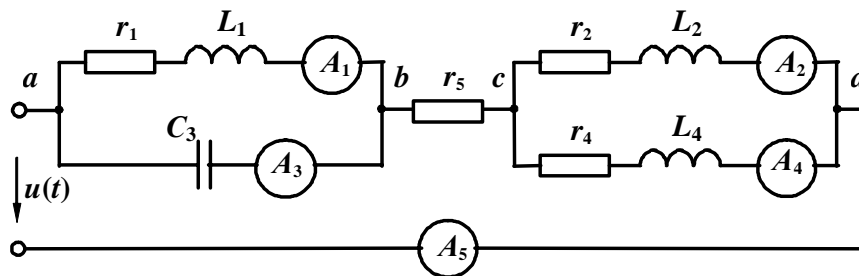 r1 L1 r2 L2
a A1 b r5 c A2 d
C3 r4 L4
A3 A4
u(t)
A5